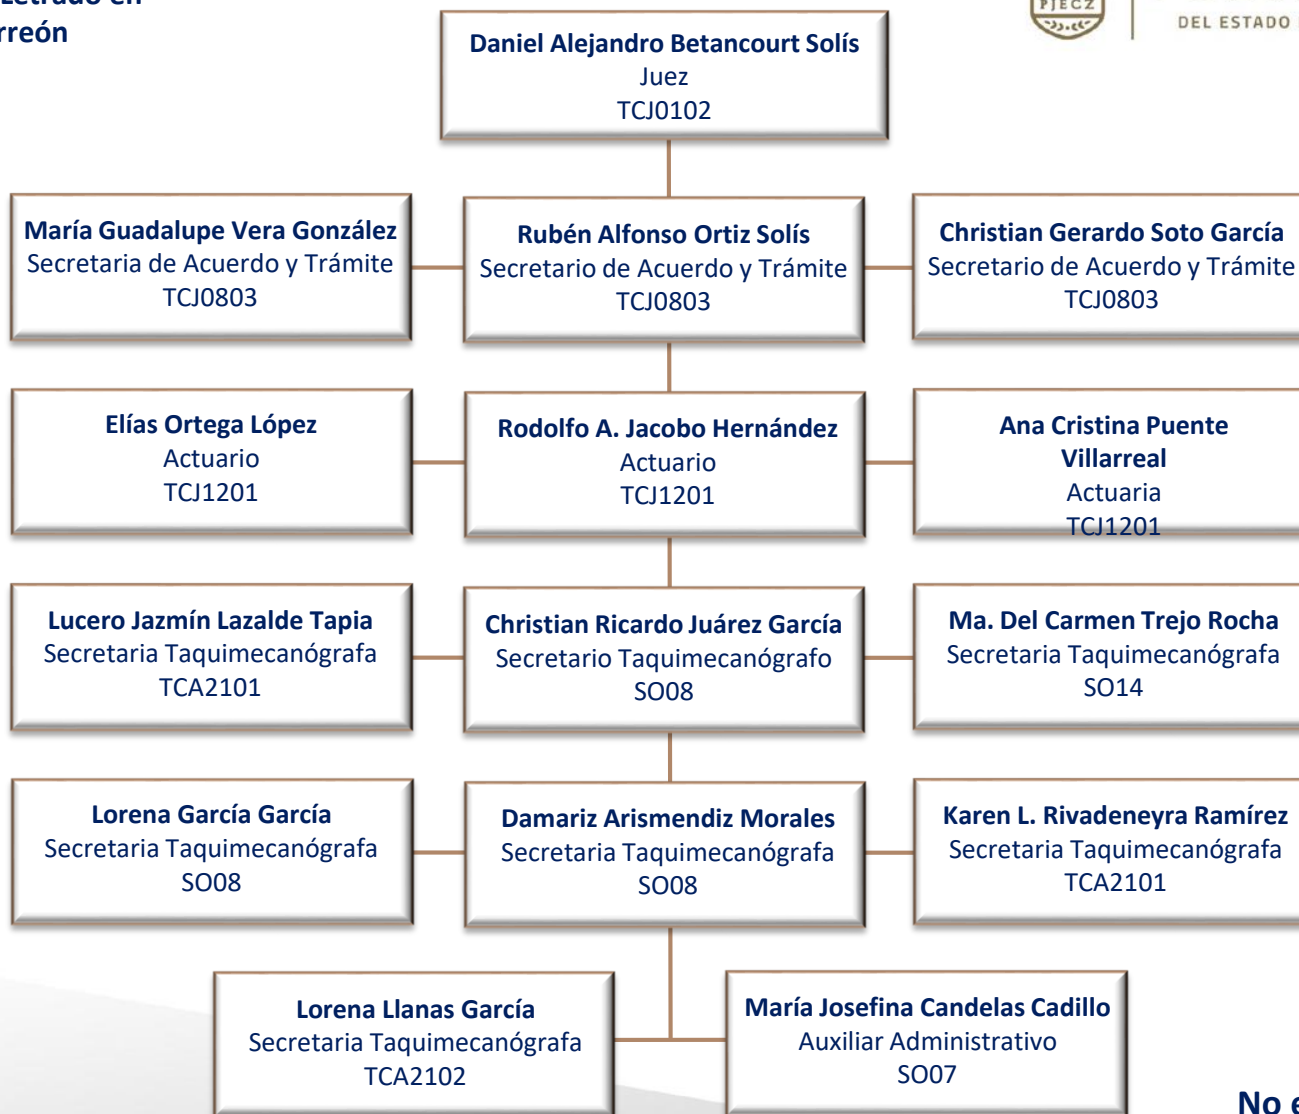 Letrado en
rreón
PJECZ
DEL ESTADO
Daniel Alejandro Betancourt Solís
Juez
TCJ0102
María Guadalupe Vera González
Secretaria de Acuerdo y Trámite
TCJ0803
Rubén Alfonso Ortiz Solís
Secretario de Acuerdo y Trámite
TCJ0803
Christian Gerardo Soto García
Secretario de Acuerdo y Trámite
TCJ0803
Elías Ortega López
Actuario
TCJ1201
Rodolfo A. Jacobo Hernández
Actuario
TCJ1201
Ana Cristina Puente
Villarreal
Actuaria
TCJ1201
Lucero Jazmín Lazalde Tapia
Secretaria Taquimecanógrafa
TCA2101
Christian Ricardo Juárez García
Secretario Taquimecanógrafo
SO08
Ma. Del Carmen Trejo Rocha
Secretaria Taquimecanógrafa
SO14
Lorena García García
Secretaria Taquimecanógrafa
SO08
Damariz Arismendiz Morales
Secretaria Taquimecanógrafa
SO08
Karen L. Rivadeneyra Ramírez
Secretaria Taquimecanógrafa
TCA2101
Lorena Llanas García
Secretaria Taquimecanógrafa
TCA2102
María Josefina Candelas Cadillo
Auxiliar Administrativo
SO07
No e